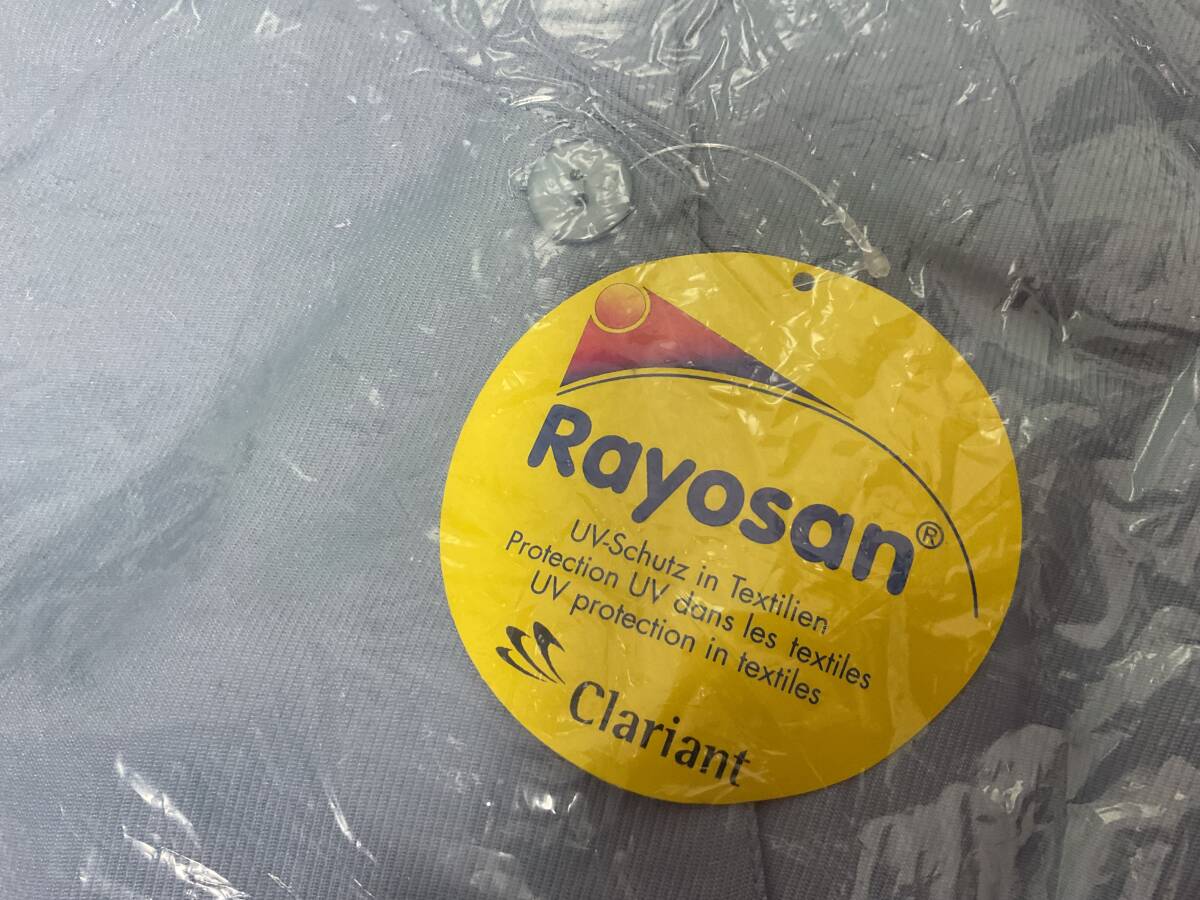 Rayosan®
UV-Schutz in Textilien
Protection UV dans les textiles
UV protection in textiles
Clariant